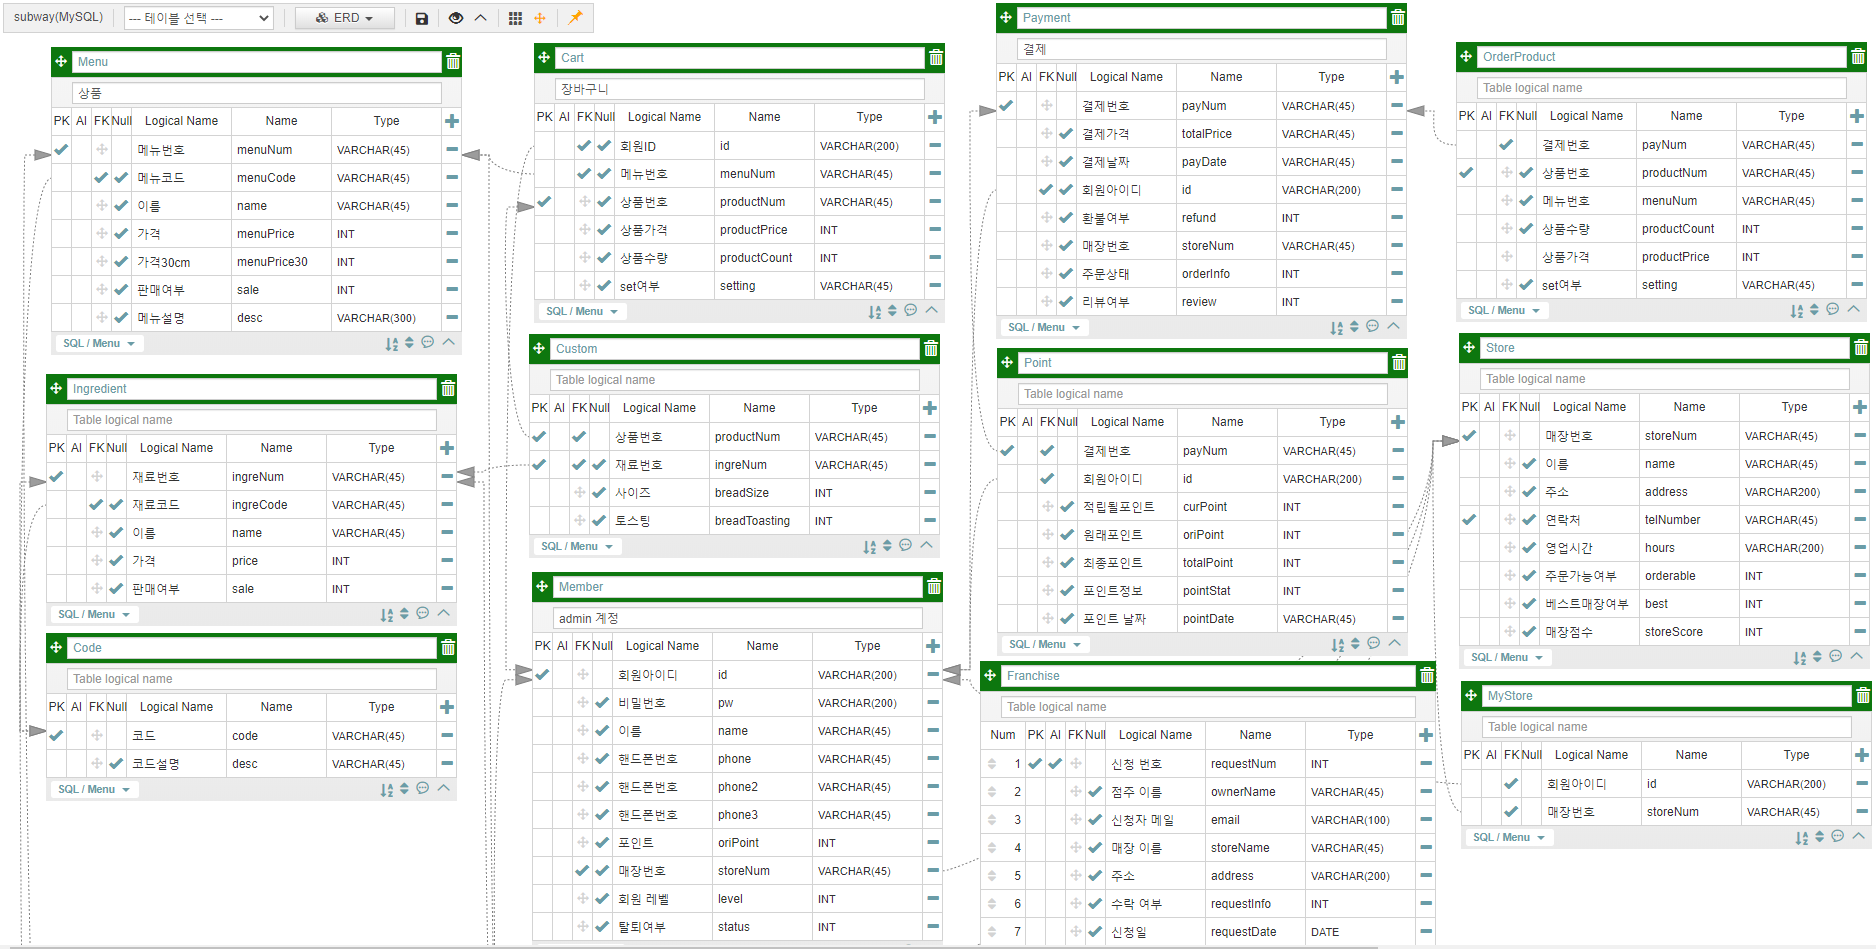 subway(MySQL) --- 테이블 선택 --- ERD
Menu
상품
PK AI FK Null Logical Name Name Type
메뉴번호 menuNum VARCHAR(45)
메뉴코드 menuCode VARCHAR(45)
이름 name VARCHAR(45)
가격 menuPrice INT
가격30cm menuPrice30 INT
판매여부 sale INT
메뉴설명 desc VARCHAR(300)
SQL / Menu
Ingredient
Table logical name
PK AI FK Null Logical Name Name Type
재료번호 ingreNum VARCHAR(45)
재료코드 ingreCode VARCHAR(45)
이름 name VARCHAR(45)
가격 price INT
판매여부 sale INT
SQL / Menu
Code
Table logical name
PK AI FK Null Logical Name Name Type
코드 code VARCHAR(45)
코드설명 desc VARCHAR(45)
SQL / Menu
Cart
장바구니
PK AI FK Null Logical Name Name Type
회원ID id VARCHAR(200)
메뉴번호 menuNum VARCHAR(45)
상품번호 productNum VARCHAR(45)
상품가격 productPrice INT
상품수량 productCount INT
set여부 setting VARCHAR(45)
SQL / Menu
Custom
Table logical name
PK AI FK Null Logical Name Name Type
상품번호 productNum VARCHAR(45)
재료번호 ingreNum VARCHAR(45)
사이즈 breadSize INT
토스팅 breadToasting INT
SQL / Menu
Member
admin 계정
PK AI FK Null Logical Name Name Type
회원아이디 id VARCHAR(200)
비밀번호 pw VARCHAR(200)
이름 name VARCHAR(45)
핸드폰번호 phone VARCHAR(45)
핸드폰번호 phone2 VARCHAR(45)
핸드폰번호 phone3 VARCHAR(45)
포인트 oriPoint INT
매장번호 storeNum VARCHAR(45)
회원 레벨 level INT
탈퇴여부 status INT
Payment
결제
PK AI FK Null Logical Name Name Type
결제번호 payNum VARCHAR(45)
결제가격 totalPrice VARCHAR(45)
결제날짜 payDate VARCHAR(45)
회원아이디 id VARCHAR(200)
환불여부 refund INT
매장번호 storeNum VARCHAR(45)
주문상태 orderInfo INT
리뷰여부 review INT
SQL / Menu
Point
Table logical name
PK AI FK Null Logical Name Name Type
결제번호 payNum VARCHAR(45)
회원아이디 id VARCHAR(200)
적립될포인트 curPoint INT
원래포인트 oriPoint INT
최종포인트 totalPoint INT
포인트정보 pointStat INT
포인트 날짜 pointDate VARCHAR(45)
SQL / Menu
Franchise
Table logical name
Num PK AI FK Null Logical Name Name Type
1 신청 번호 requestNum INT
2 점주 이름 ownerName VARCHAR(45)
3 신청자 메일 email VARCHAR(100)
4 매장 이름 storeName VARCHAR(45)
5 주소 address VARCHAR(200)
6 수락 여부 requestInfo INT
7 신청일 requestDate DATE
OrderProduct
Table logical name
PK AI FK Null Logical Name Name Type
결제번호 payNum VARCHAR(45)
상품번호 productNum VARCHAR(45)
메뉴번호 menuNum VARCHAR(45)
상품수량 productCount INT
상품가격 productPrice INT
set여부 setting VARCHAR(45)
SQL / Menu
Store
Table logical name
PK AI FK Null Logical Name Name Type
매장번호 storeNum VARCHAR(45)
이름 name VARCHAR(45)
주소 address VARCHAR200)
연락처 telNumber VARCHAR(45)
영업시간 hours VARCHAR(200)
주문가능여부 orderable INT
베스트매장여부 best INT
매장점수 storeScore INT
SQL / Menu
MyStore
Table logical name
PK AI FK Null Logical Name Name Type
회원아이디 id VARCHAR(200)
매장번호 storeNum VARCHAR(45)
SQL / Menu